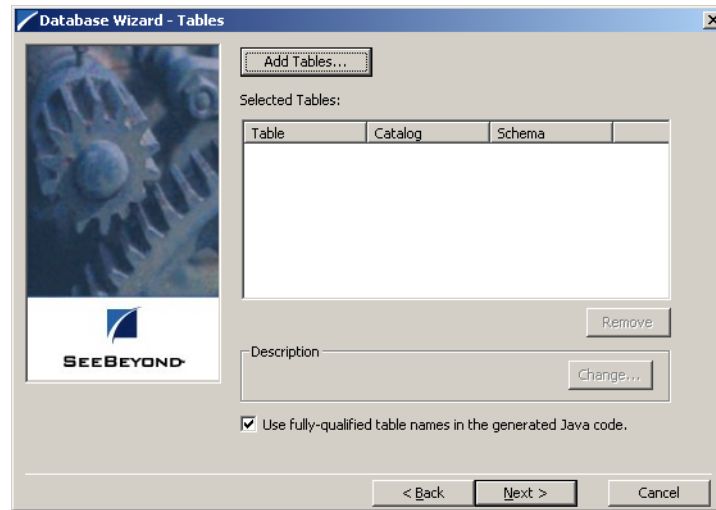 Database Wizard - Tables
Add Tables...
Selected Tables:
Table Catalog Schema
Remove
SEEBEYOND
Description
Change...
Use fully-qualified table names in the generated Java code.
< Back Next > Cancel